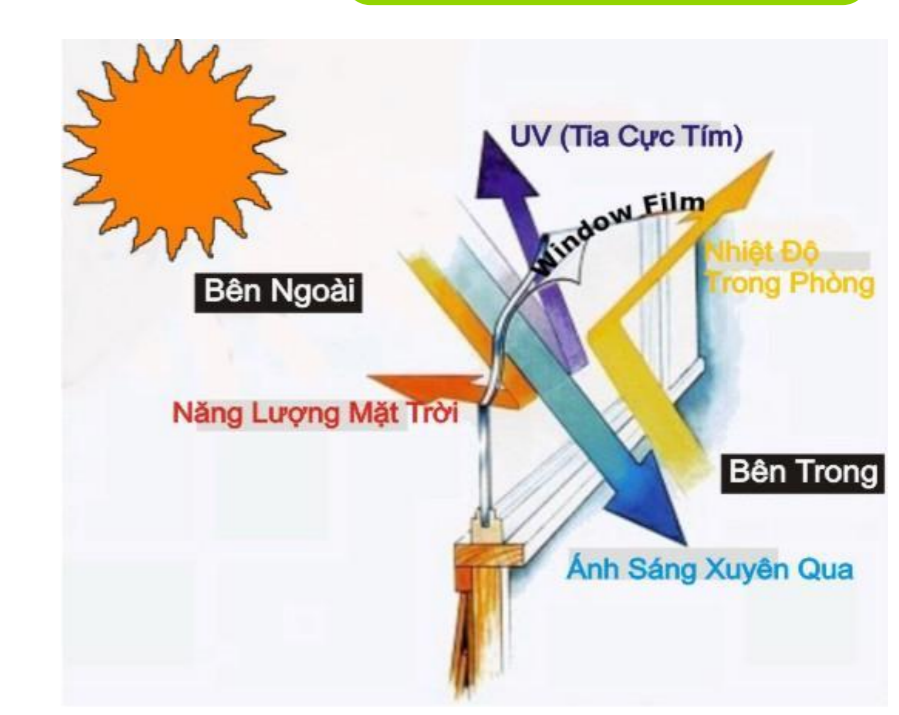 UV (Tia Cực Tím)
Window Film
Nhiệt Độ
Trong Phòng
Bên Ngoài
Năng Lượng Mặt Trời
Bên Trong
Ánh Sáng Xuyên Qua